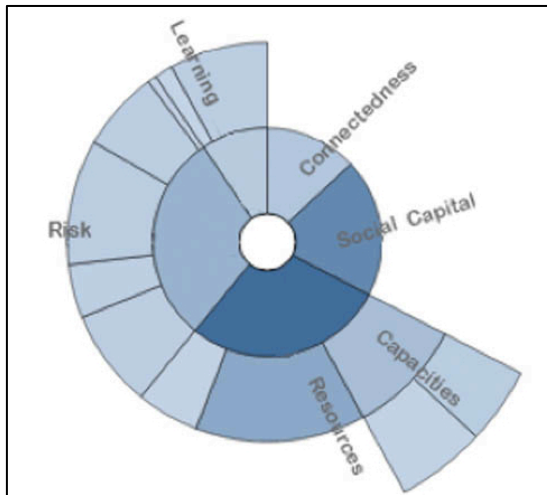 Learning
Connectedness
Risk
Social Capital
Capacities
Resources